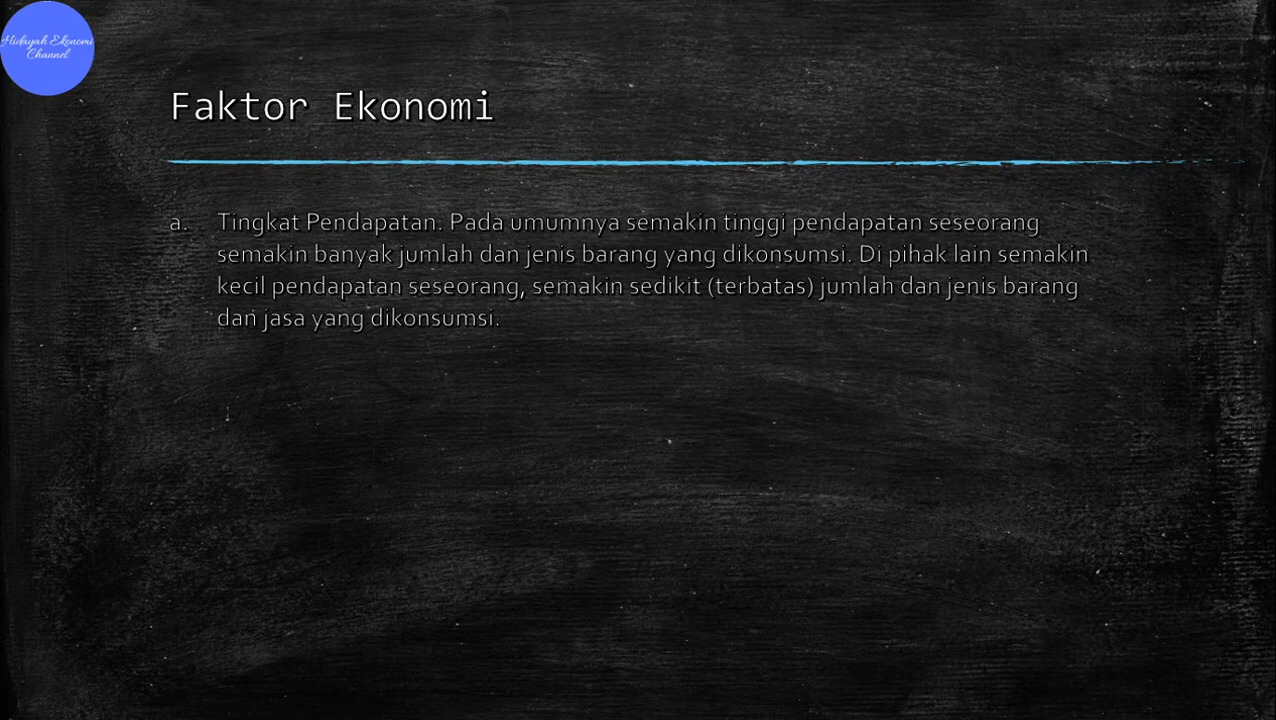 Hidayah Ekonomi
Channel
Faktor Ekonomi
a. Tingkat Pendapatan. Pada umumnya semakin tinggi pendapatan seseorang
semakin banyak jumlah dan jenis barang yang dikonsumsi. Di pihak lain semakin
kecil pendapatan seseorang, semakin sedikit (terbatas) jumlah dan jenis barang
dan jasa yang dikonsumsi.